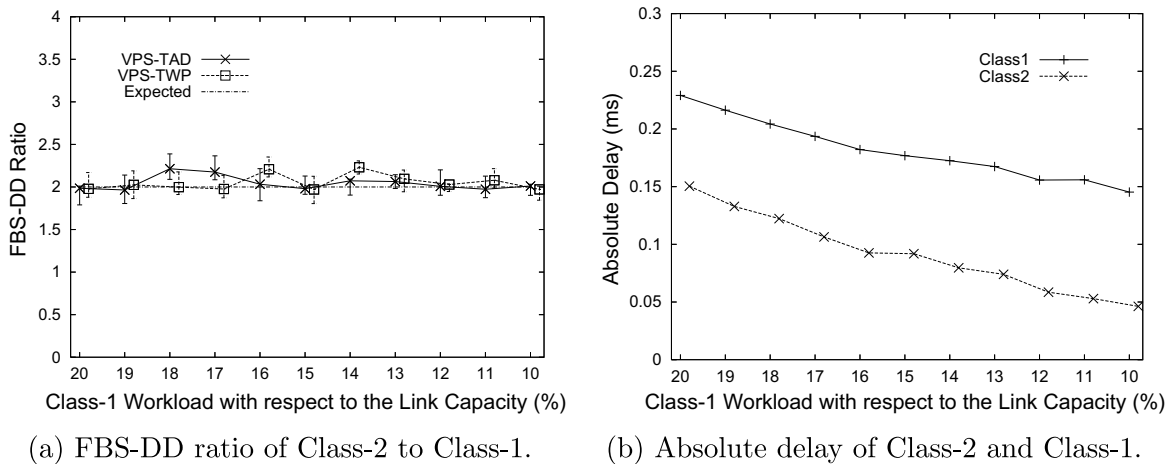 4
3.5
3
2.5
2
1.5
1
0.5
0
FBS-DD Ratio
VPS-TAD
VPS-TWP
Expected
20 19 18 17 16 15 14 13 12 11 10
Class-1 Workload with respect to the Link Capacity (%)
(a) FBS-DD ratio of Class-2 to Class-1.
0.3
0.25
0.2
0.15
0.1
0.05
0
Absolute Delay (ms)
Class1
Class2
20 19 18 17 16 15 14 13 12 11 10
Class-1 Workload with respect to the Link Capacity (%)
(b) Absolute delay of Class-2 and Class-1.